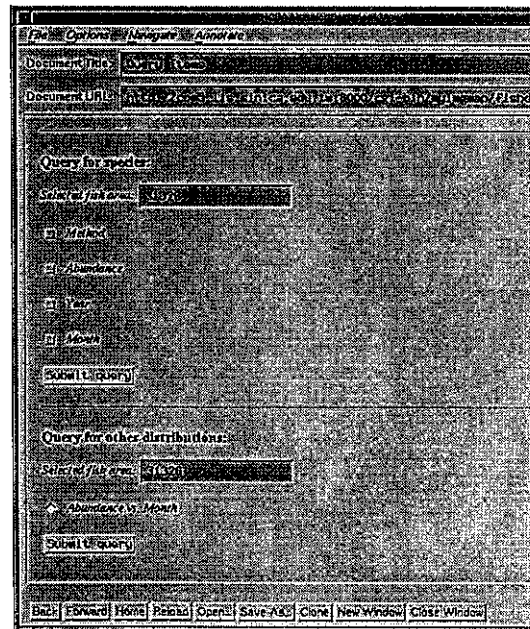 File Options Navigate Annotate
Document Title:
Document URL:
Query for species:
Selected fish area:
Method
Abundance
Year
Month
Submit query
Query for other distributions:
Selected fish area:
Abundance vs. Month
Submit query
Back Forward Home Reload Open... Save As... Clone New Window Close Window